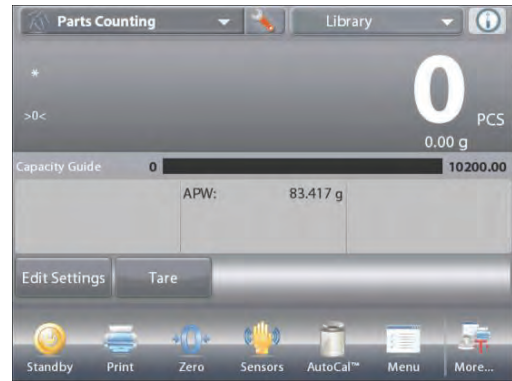 Parts Counting Library
*
0
>0<
PCS
0.00 g
Capacity Guide 0 10200.00
APW: 83.417 g
Edit Settings Tare
Standby Print Zero Sensors AutoCal™ Menu More...